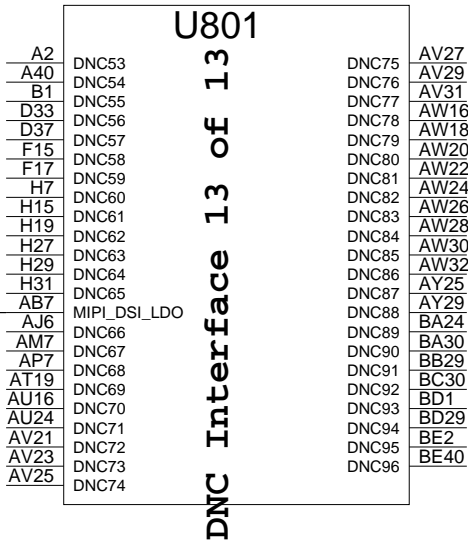 U801
DNC Interface 13 of 13
A2 DNC53
A40 DNC54
B1 DNC55
D33 DNC56
D37 DNC57
F15 DNC58
F17 DNC59
H7 DNC60
H15 DNC61
H19 DNC62
H27 DNC63
H29 DNC64
H31 DNC65
AB7 MIPI_DSI_LDO
AJ6 DNC66
AM7 DNC67
AP7 DNC68
AT19 DNC69
AU16 DNC70
AU24 DNC71
AV21 DNC72
AV23 DNC73
AV25 DNC74
DNC75 AV27
DNC76 AV29
DNC77 AV31
DNC78 AW16
DNC79 AW18
DNC80 AW20
DNC81 AW22
DNC82 AW24
DNC83 AW26
DNC84 AW28
DNC85 AW30
DNC86 AW32
DNC87 AY25
DNC88 AY29
DNC89 BA24
DNC90 BA30
DNC91 BB29
DNC92 BC30
DNC93 BD1
DNC94 BD29
DNC95 BE2
DNC96 BE40